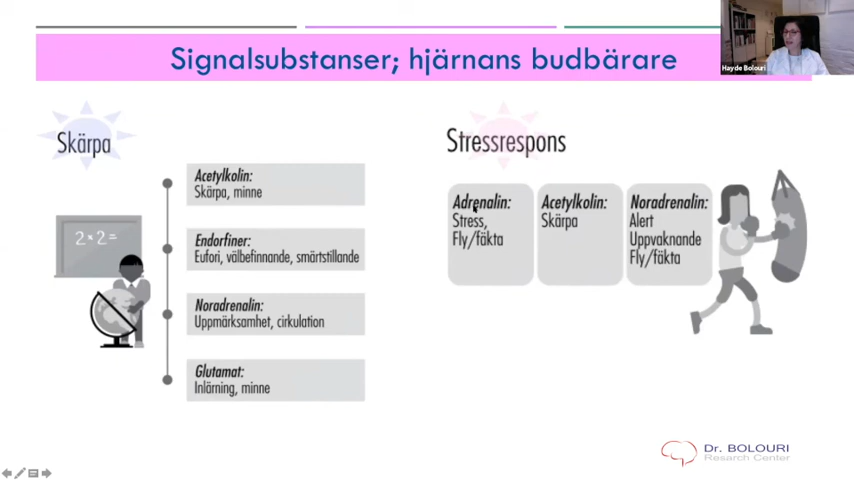 Signalsubstanser; hjärnans budbärare
Hayde Bolouri
Skärpa
2×2=
Acetylkolin:
Skärpa, minne
Endorfiner:
Eufori, välbefinnande, smärtstillande
Noradrenalin:
Uppmärksamhet, cirkulation
Glutamat:
Inlärning, minne
Stressrespons
Adrenalin:
Stress,
Fly/fäkta
Acetylkolin:
Skärpa
Noradrenalin:
Alert
Uppvaknande
Fly/fäkta
Dr. BOLOURI
Resarch Center